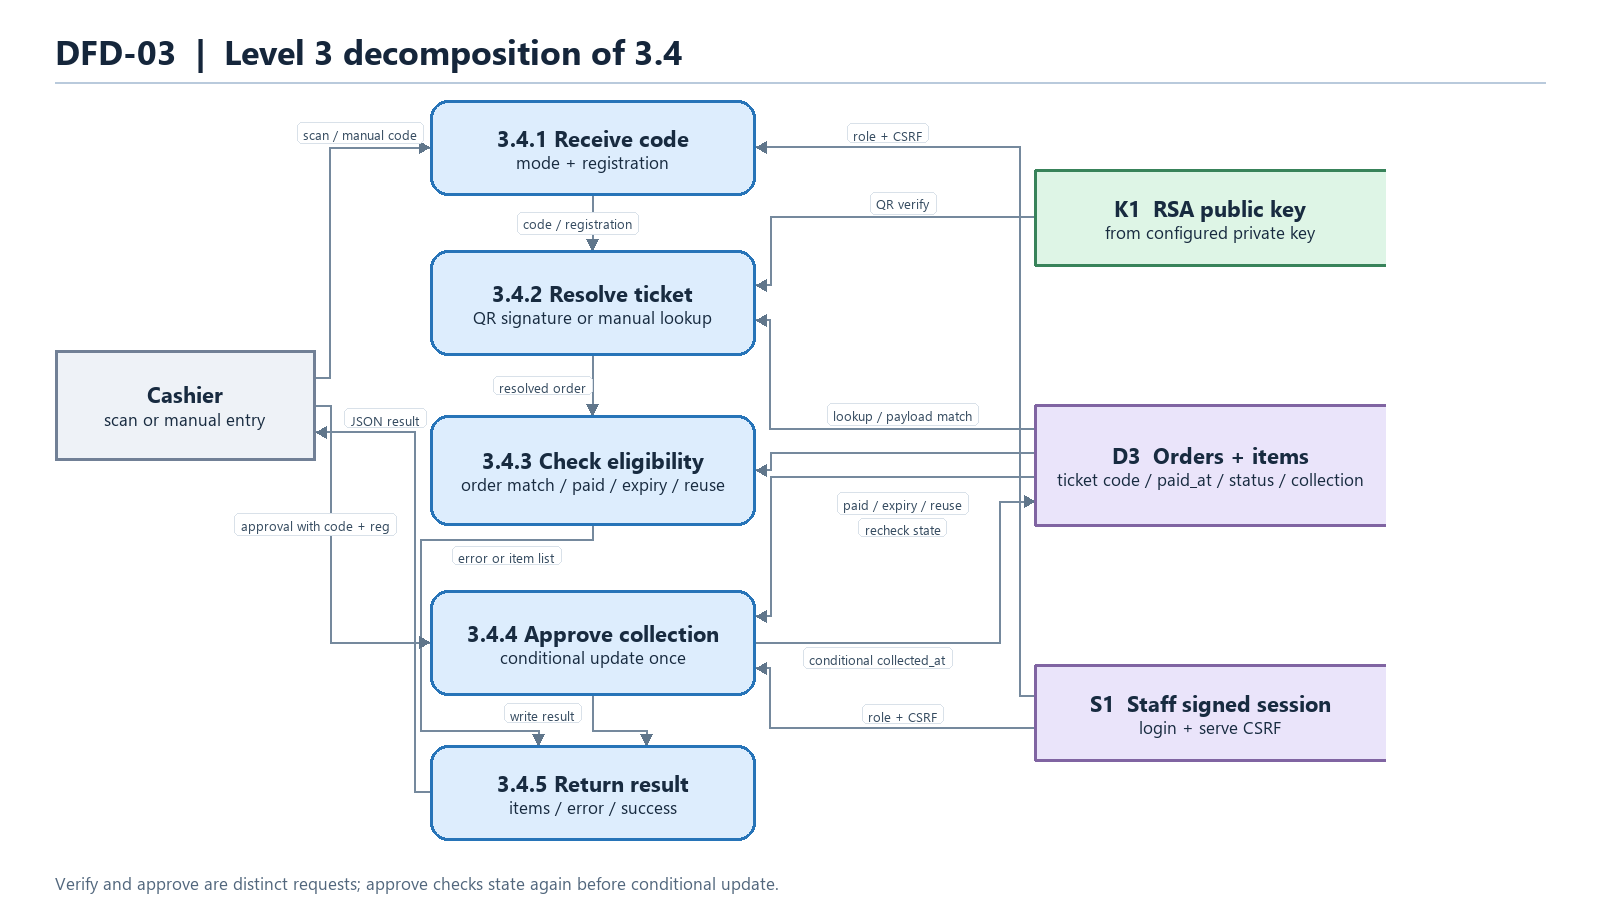 DFD-03 | Level 3 decomposition of 3.4
scan / manual code
3.4.1 Receive code
mode + registration
role + CSRF
K1 RSA public key
from configured private key
QR verify
code / registration
3.4.2 Resolve ticket
QR signature or manual lookup
Cashier
scan or manual entry
resolved order
JSON result
lookup / payload match
3.4.3 Check eligibility
order match / paid / expiry / reuse
D3 Orders + items
ticket code / paid_at / status / collection
paid / expiry / reuse
recheck state
approval with code + reg
error or item list
3.4.4 Approve collection
conditional update once
conditional collected_at
S1 Staff signed session
login + serve CSRF
write result
role + CSRF
3.4.5 Return result
items / error / success
Verify and approve are distinct requests; approve checks state again before conditional update.